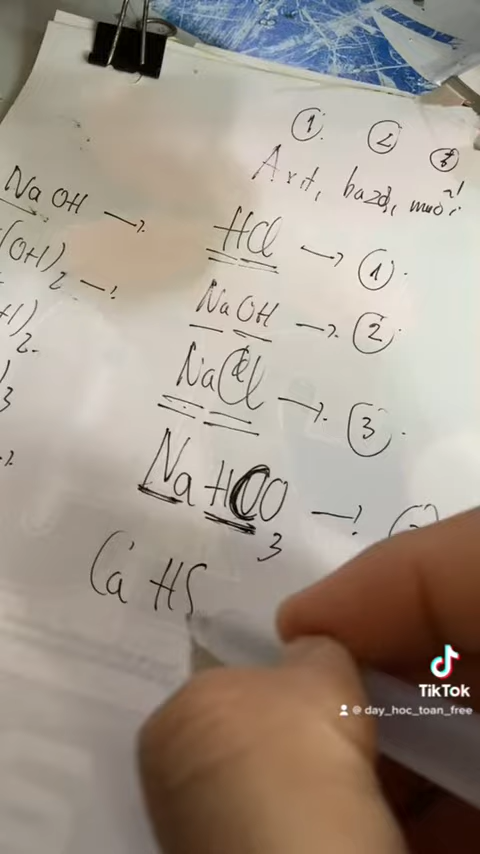 ① ② ③
Axit, bazơ, muối
NaOH →
HCl → ①.
(OH)₂ →
NaOH → ②.
NaCl → ③.
NaHCO₃ →
Ca HS
TikTok
@ day_hoc_toan_free